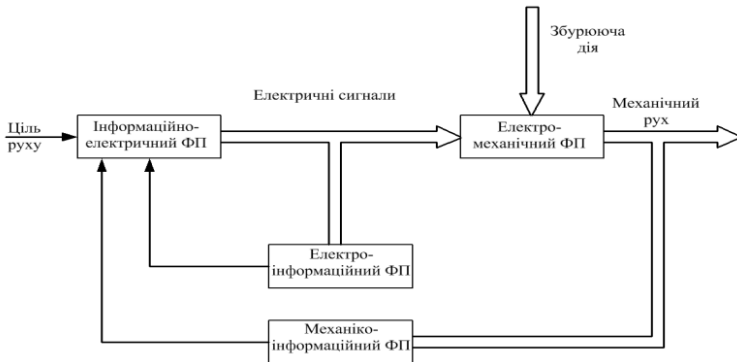 Збурююча
дія
Електричні сигнали
Механічний
рух
Ціль
руху
Інформаційно-
електричний ФП
Електро-
механічний ФП
Електро-
інформаційний ФП
Механіко-
інформаційний ФП